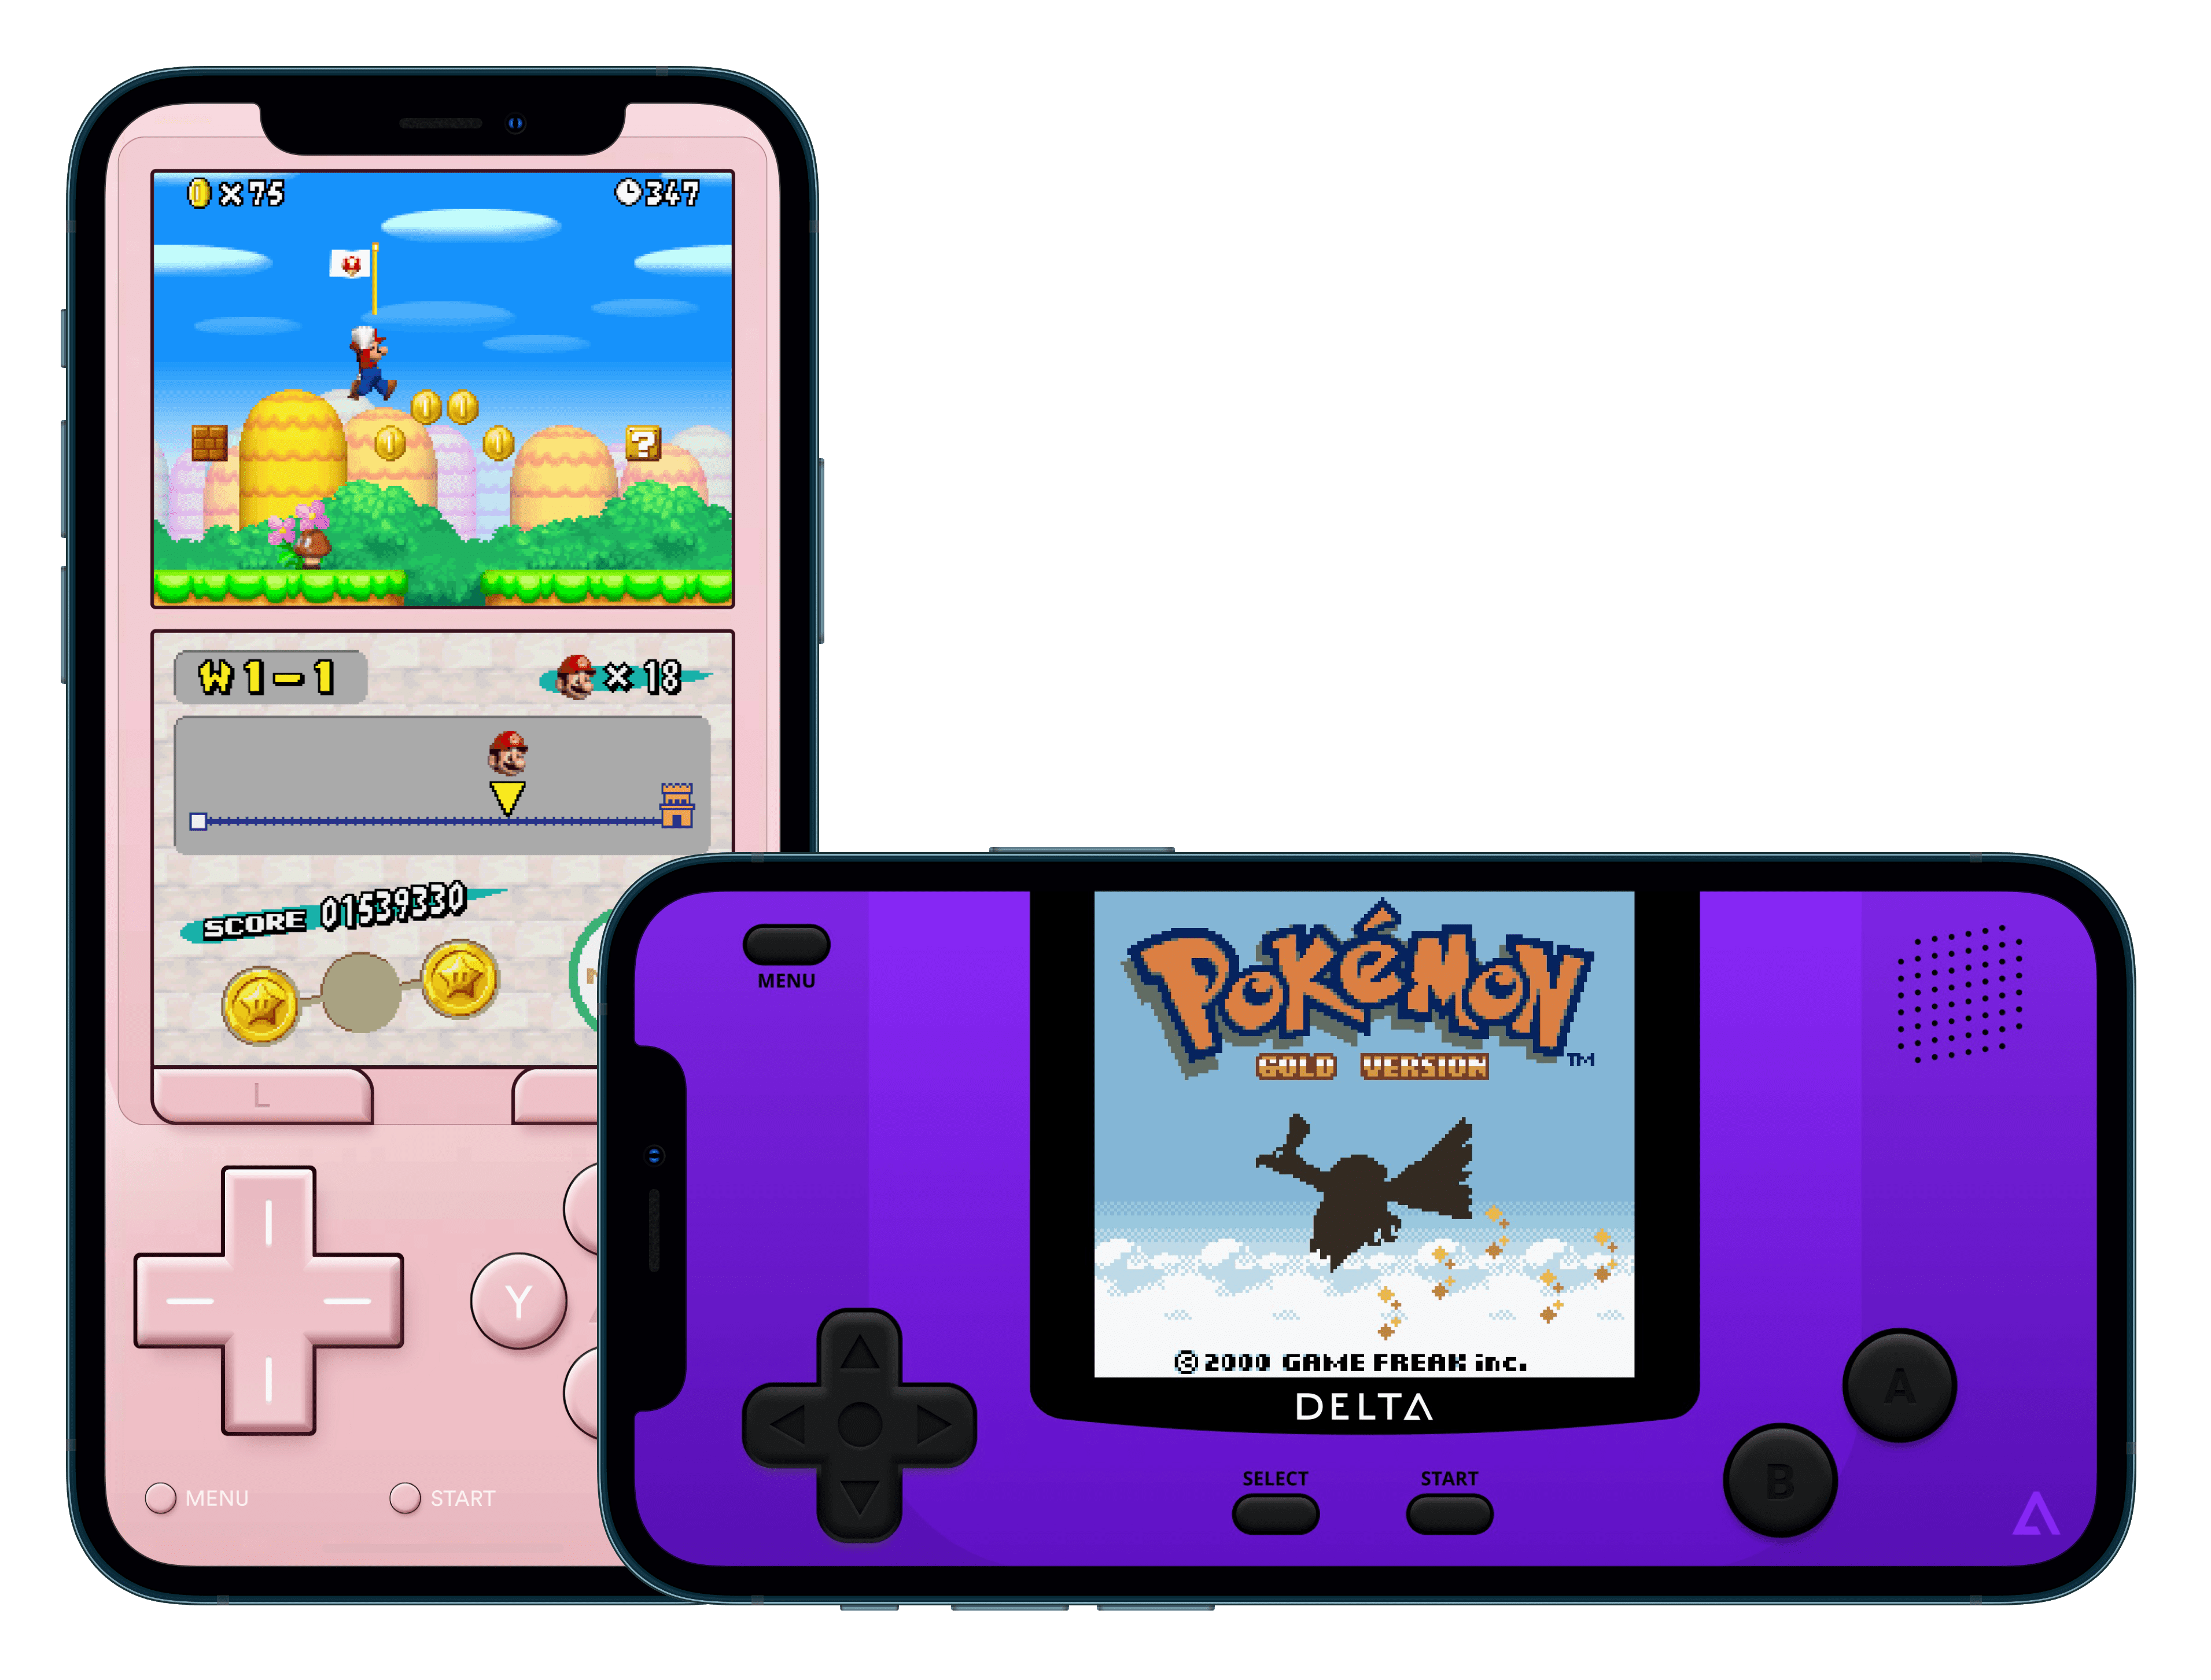 ×75
347
W1-1
×18
SCORE 01539330
L
Y
MENU
START
MENU
POKéMON
TM
GOLD VERSION
©2000 GAME FREAK inc.
DELTA
SELECT
START
A
B